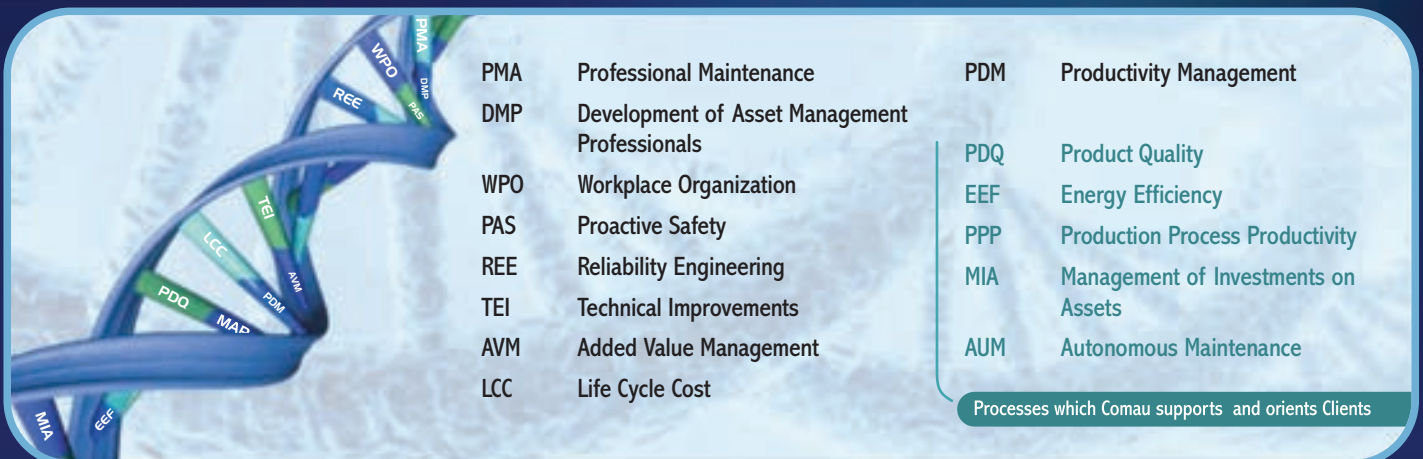 PMA
WPO
DMP
REE
PAS
TEI
LCC
AVM
PDQ
PDM
MAP
MIA
EEF
PMA Professional Maintenance
DMP Development of Asset Management
Professionals
WPO Workplace Organization
PAS Proactive Safety
REE Reliability Engineering
TEI Technical Improvements
AVM Added Value Management
LCC Life Cycle Cost
PDM Productivity Management
PDQ Product Quality
EEF Energy Efficiency
PPP Production Process Productivity
MIA Management of Investments on
Assets
AUM Autonomous Maintenance
Processes which Comau supports and orients Clients